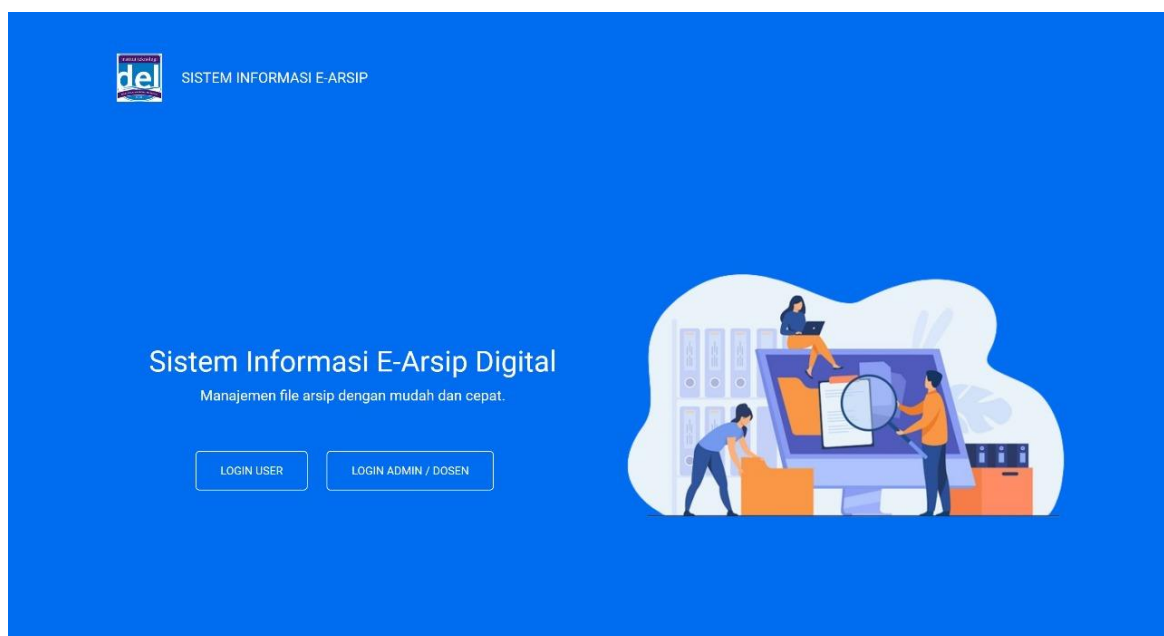 del
SISTEM INFORMASI E-ARSIP
Sistem Informasi E-Arsip Digital
Manajemen file arsip dengan mudah dan cepat.
LOGIN USER
LOGIN ADMIN / DOSEN